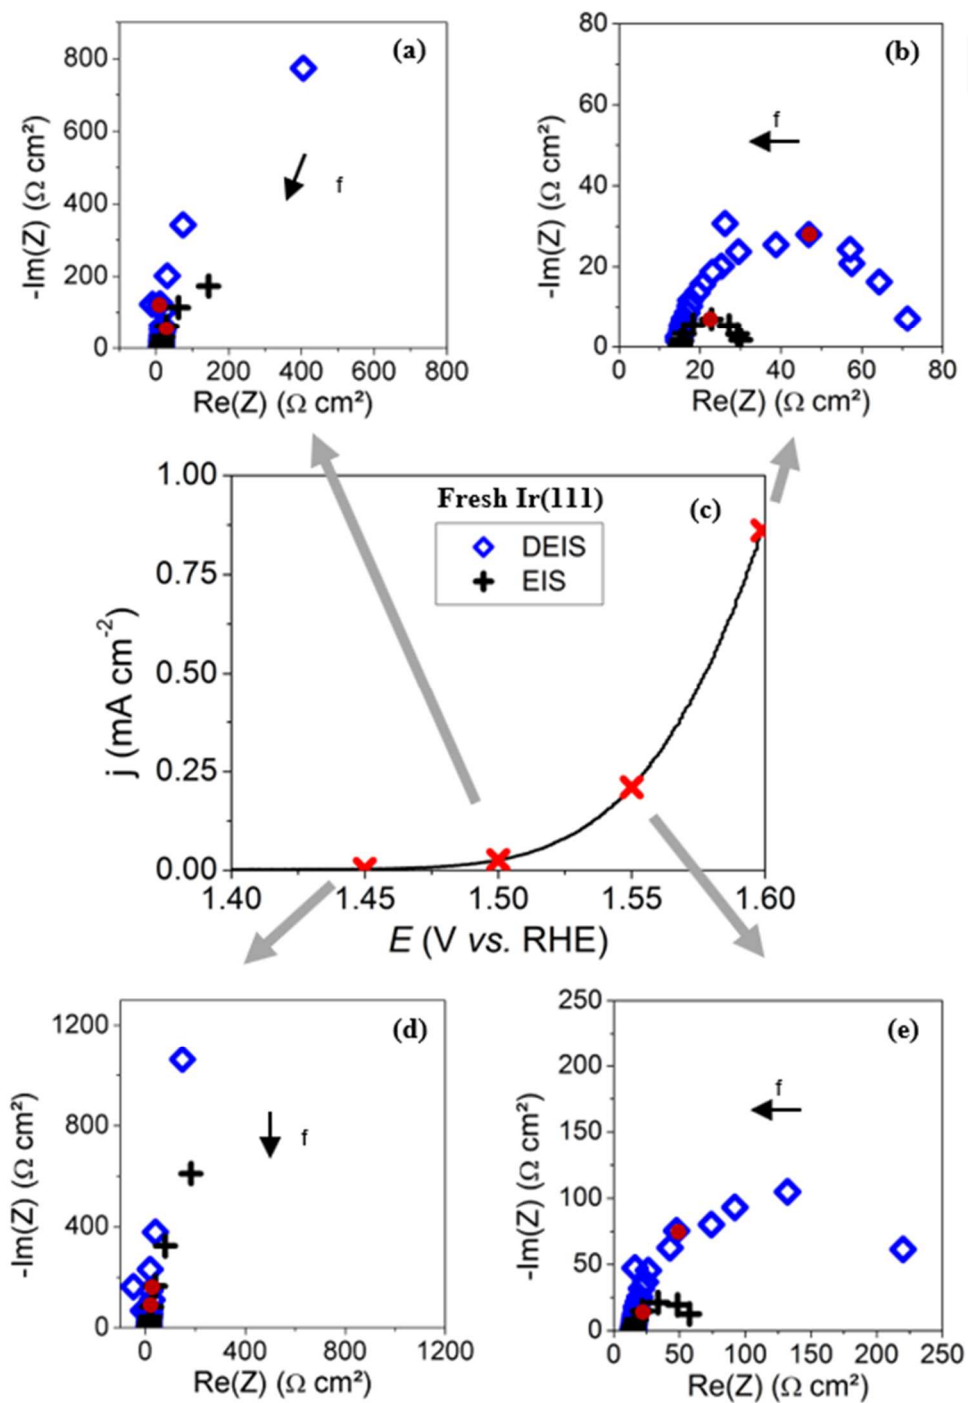 (a)
800
600
400
200
0
-Im(Z) (Ω cm²)
f
0 200 400 600 800
Re(Z) (Ω cm²)
(b)
80
60
40
20
0
-Im(Z) (Ω cm²)
f
0 20 40 60 80
Re(Z) (Ω cm²)
Fresh Ir(111)
(c)
DEIS
EIS
1.00
0.75
0.50
0.25
0.00
j (mA cm⁻²)
1.40 1.45 1.50 1.55 1.60
E (V vs. RHE)
(d)
1200
800
400
0
-Im(Z) (Ω cm²)
f
0 400 800 1200
Re(Z) (Ω cm²)
(e)
250
200
150
100
50
0
-Im(Z) (Ω cm²)
f
0 50 100 150 200 250
Re(Z) (Ω cm²)